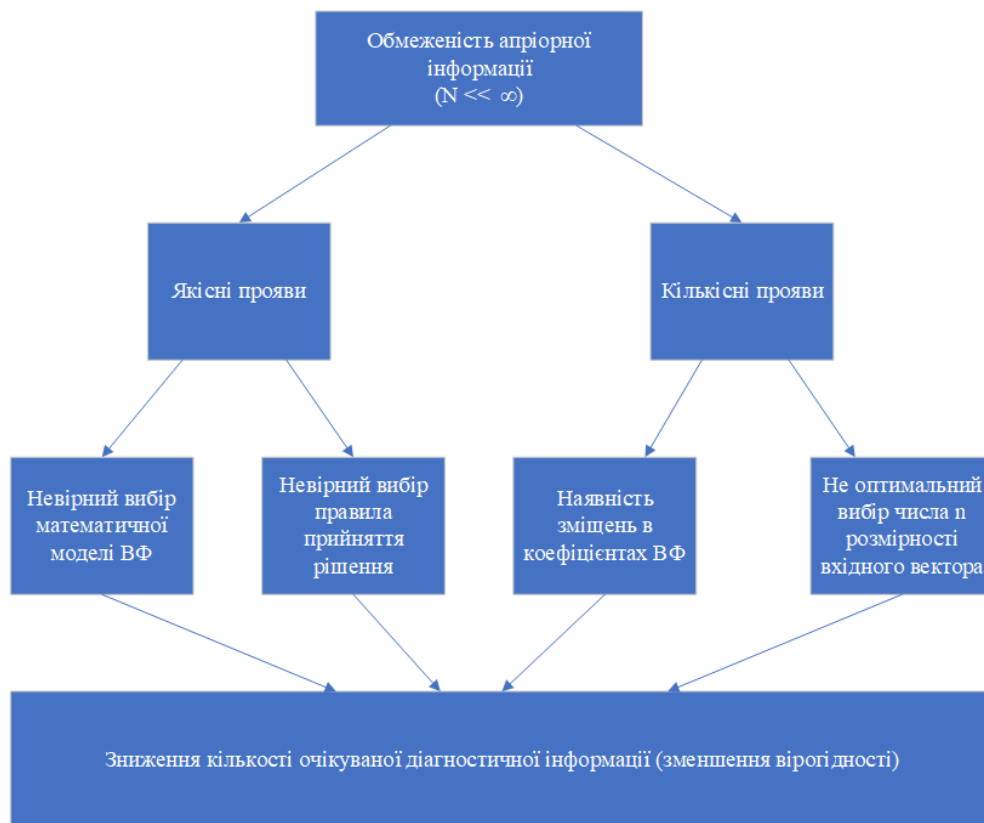 Обмеженість апріорної
інформації
(N << ∞)
Якісні прояви
Кількісні прояви
Невірний вибір
математичної
моделі ВФ
Невірний вибір
правила
прийняття
рішення
Наявність
зміщень в
коефіцієнтах ВФ
Не оптимальний
вибір числа n
розмірності
вхідного вектора
Зниження кількості очікуваної діагностичної інформації (зменшення вірогідності)